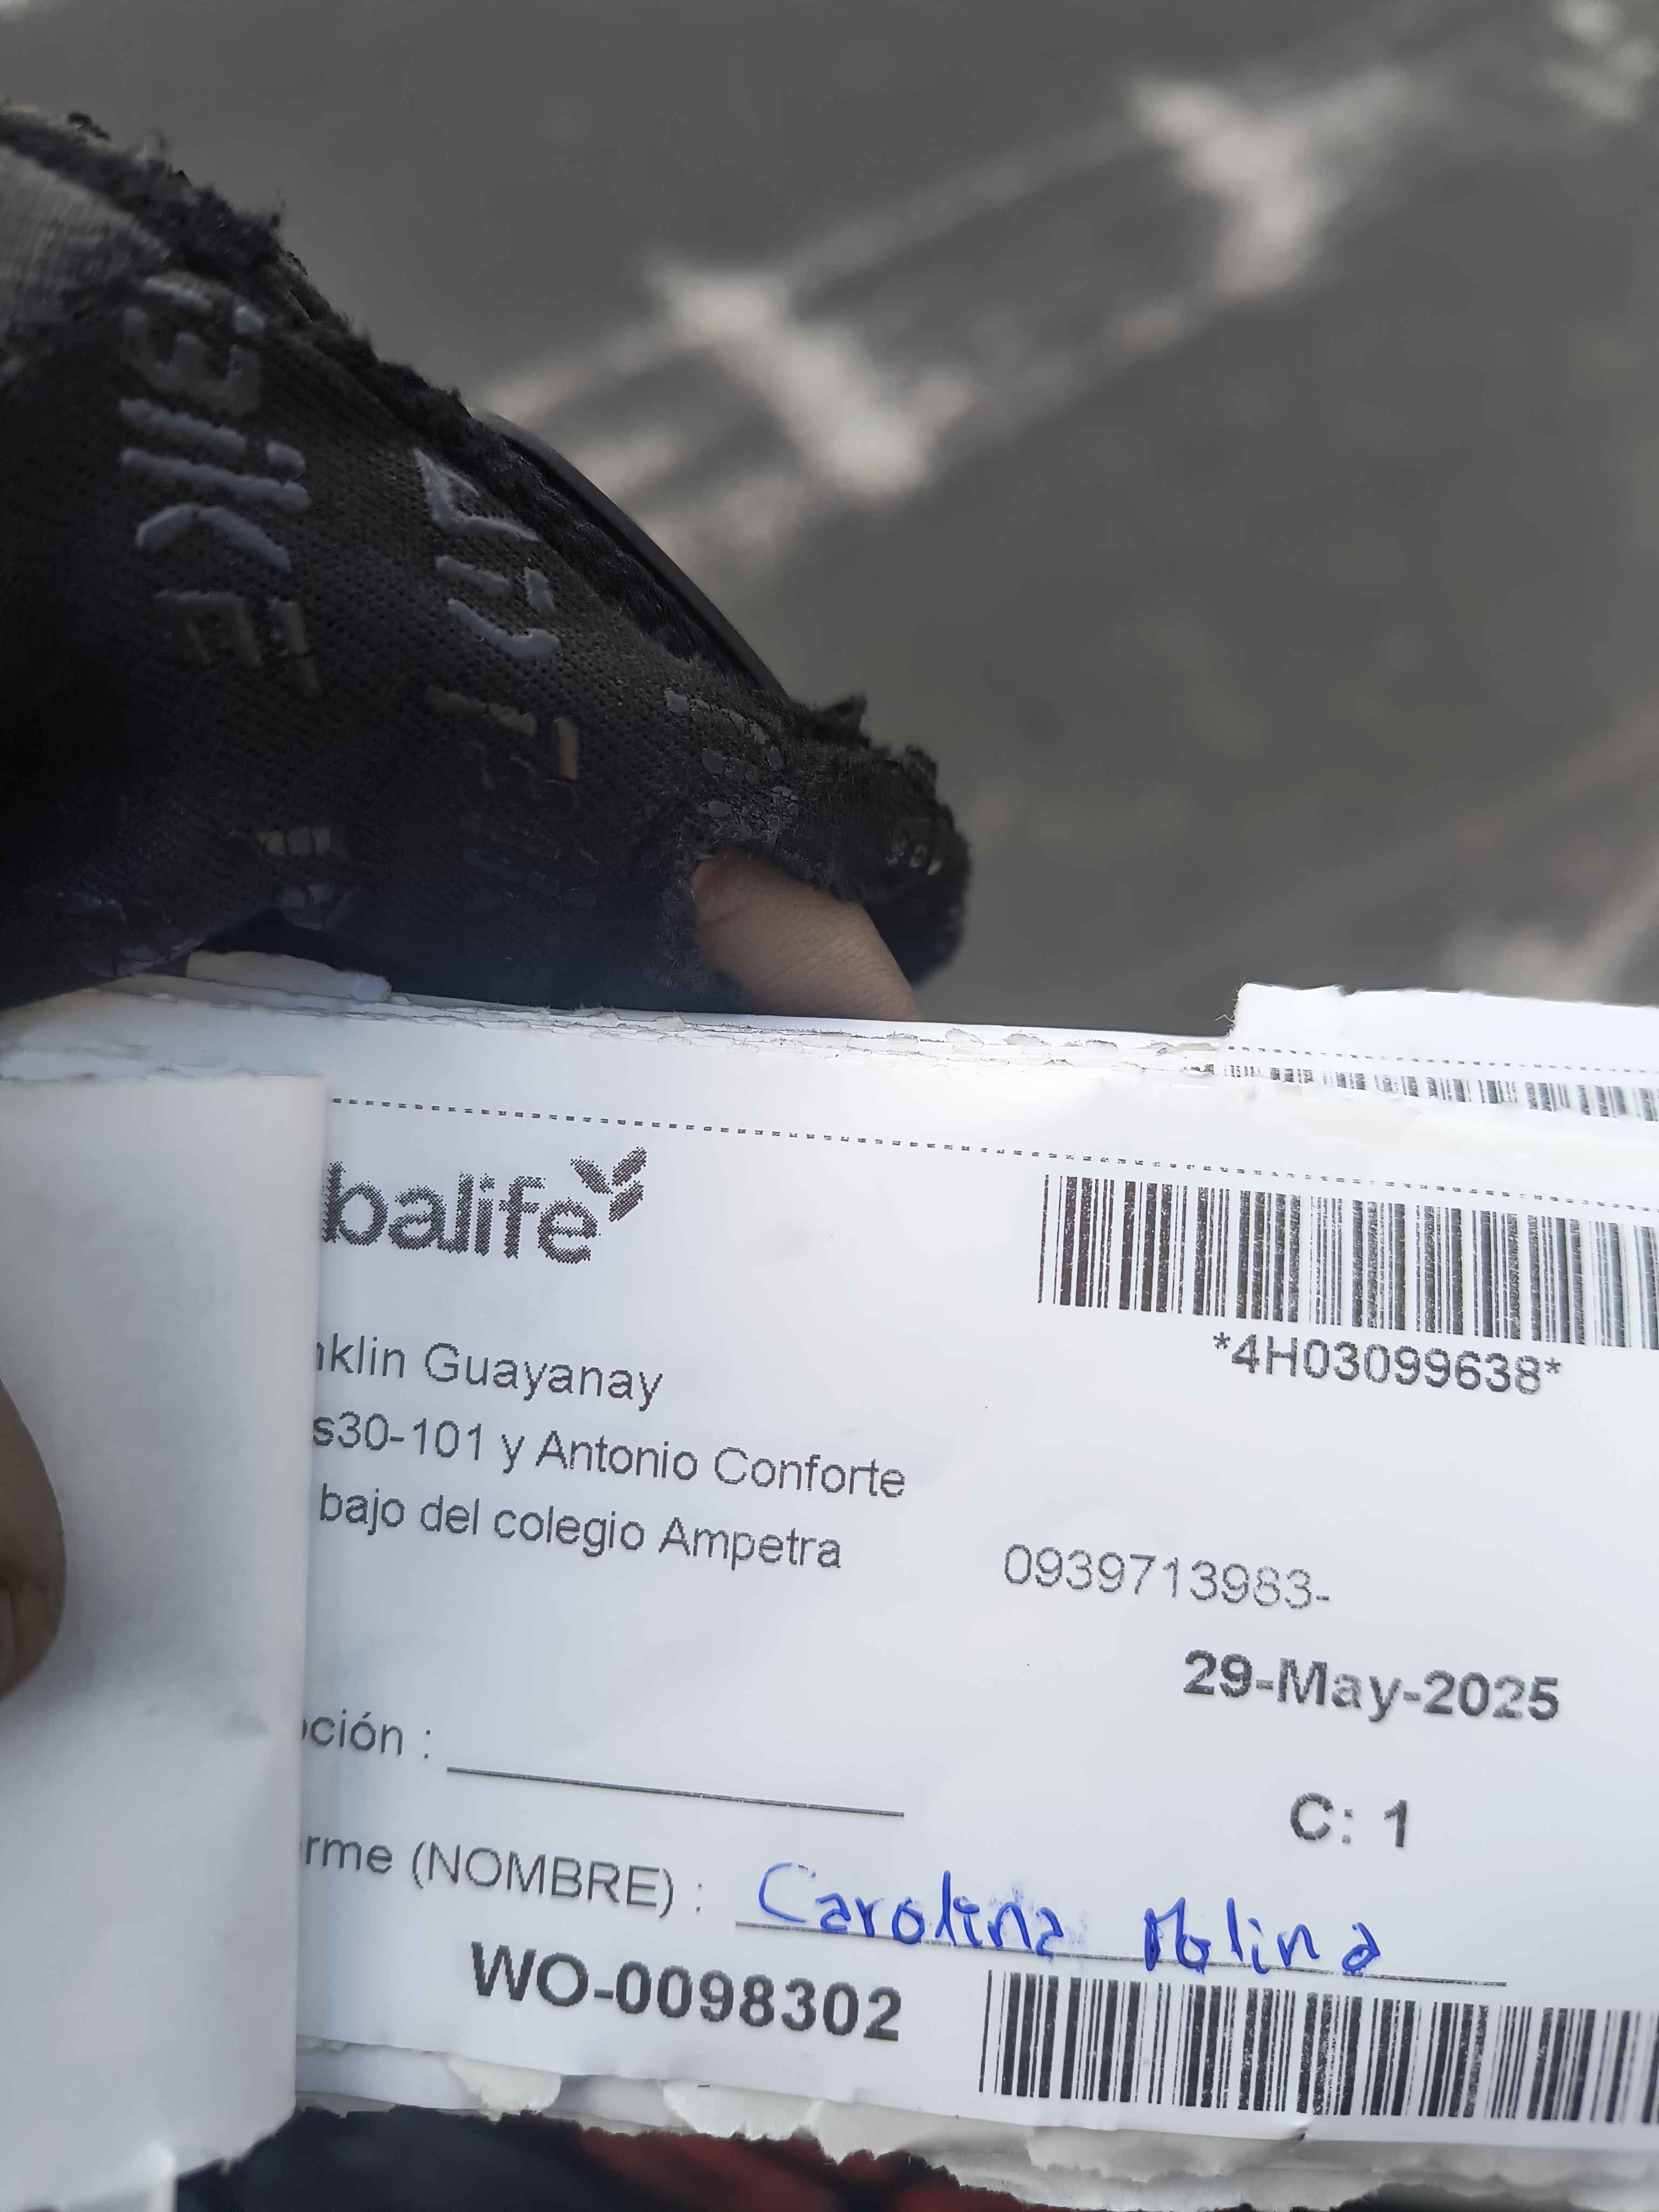 balife
*4H03099638*
nklin Guayanay
s30-101 y Antonio Conforte
bajo del colegio Ampetra
0939713983-
29-May-2025
pción :
C: 1
rme (NOMBRE) : Carolina Molina
WO-0098302